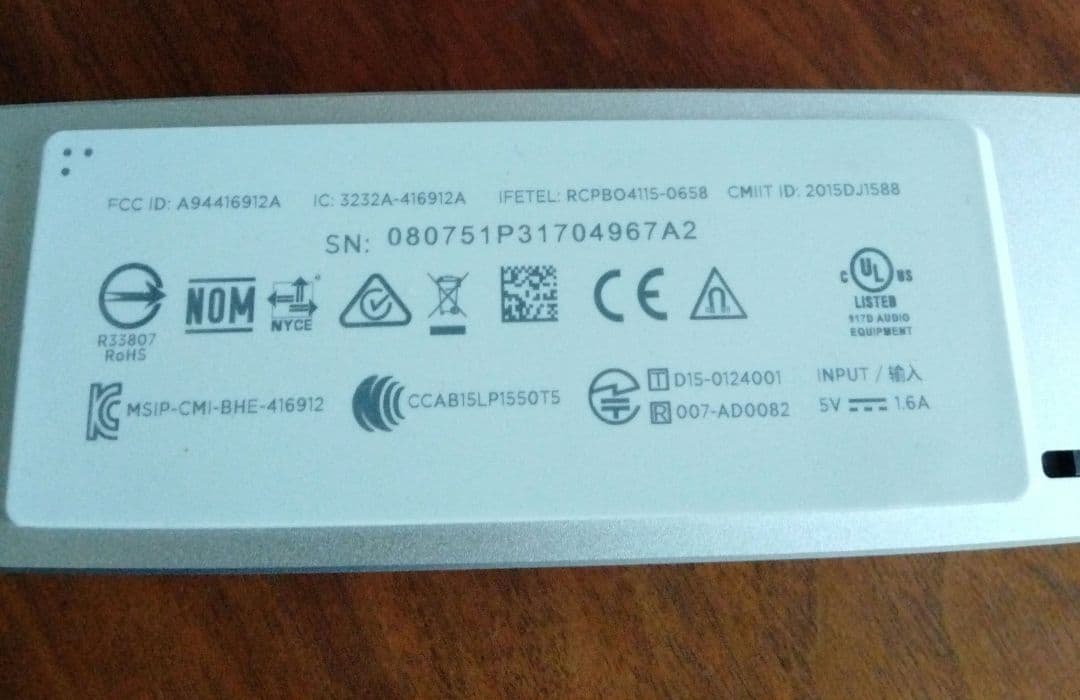 FCC ID: A94416912A IC: 3232A-416912A IFETEL: RCPBO4115-0658 CMIIT ID: 2015DJ1588
SN: 080751P31704967A2
R33807
RoHS
NOM
NYCE
CE
C UL US
LISTED
917D AUDIO
EQUIPMENT
MSIP-CMI-BHE-416912
CCAB15LP1550T5
T D15-0124001
R 007-AD0082
INPUT / 输入
5V 1.6A